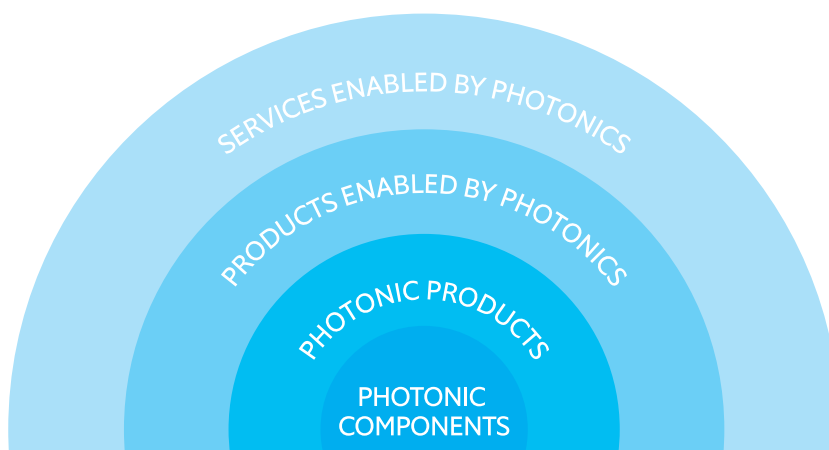 SERVICES ENABLED BY PHOTONICS
PRODUCTS ENABLED BY PHOTONICS
PHOTONIC PRODUCTS
PHOTONIC
COMPONENTS